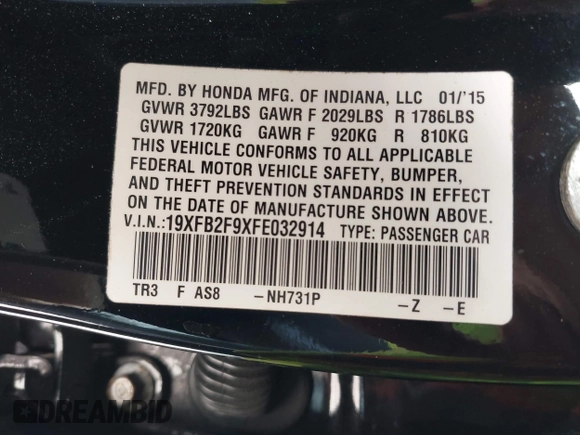 MFD. BY HONDA MFG. OF INDIANA, LLC 01/'15
GVWR 3792LBS GAWR F 2029LBS R 1786LBS
GVWR 1720KG GAWR F 920KG R 810KG
THIS VEHICLE CONFORMS TO ALL APPLICABLE
FEDERAL MOTOR VEHICLE SAFETY, BUMPER,
AND THEFT PREVENTION STANDARDS IN EFFECT
ON THE DATE OF MANUFACTURE SHOWN ABOVE.
V.I.N.:19XFB2F9XFE032914 TYPE: PASSENGER CAR
TR3 F AS8 –NH731P –Z –E
DREAMBID